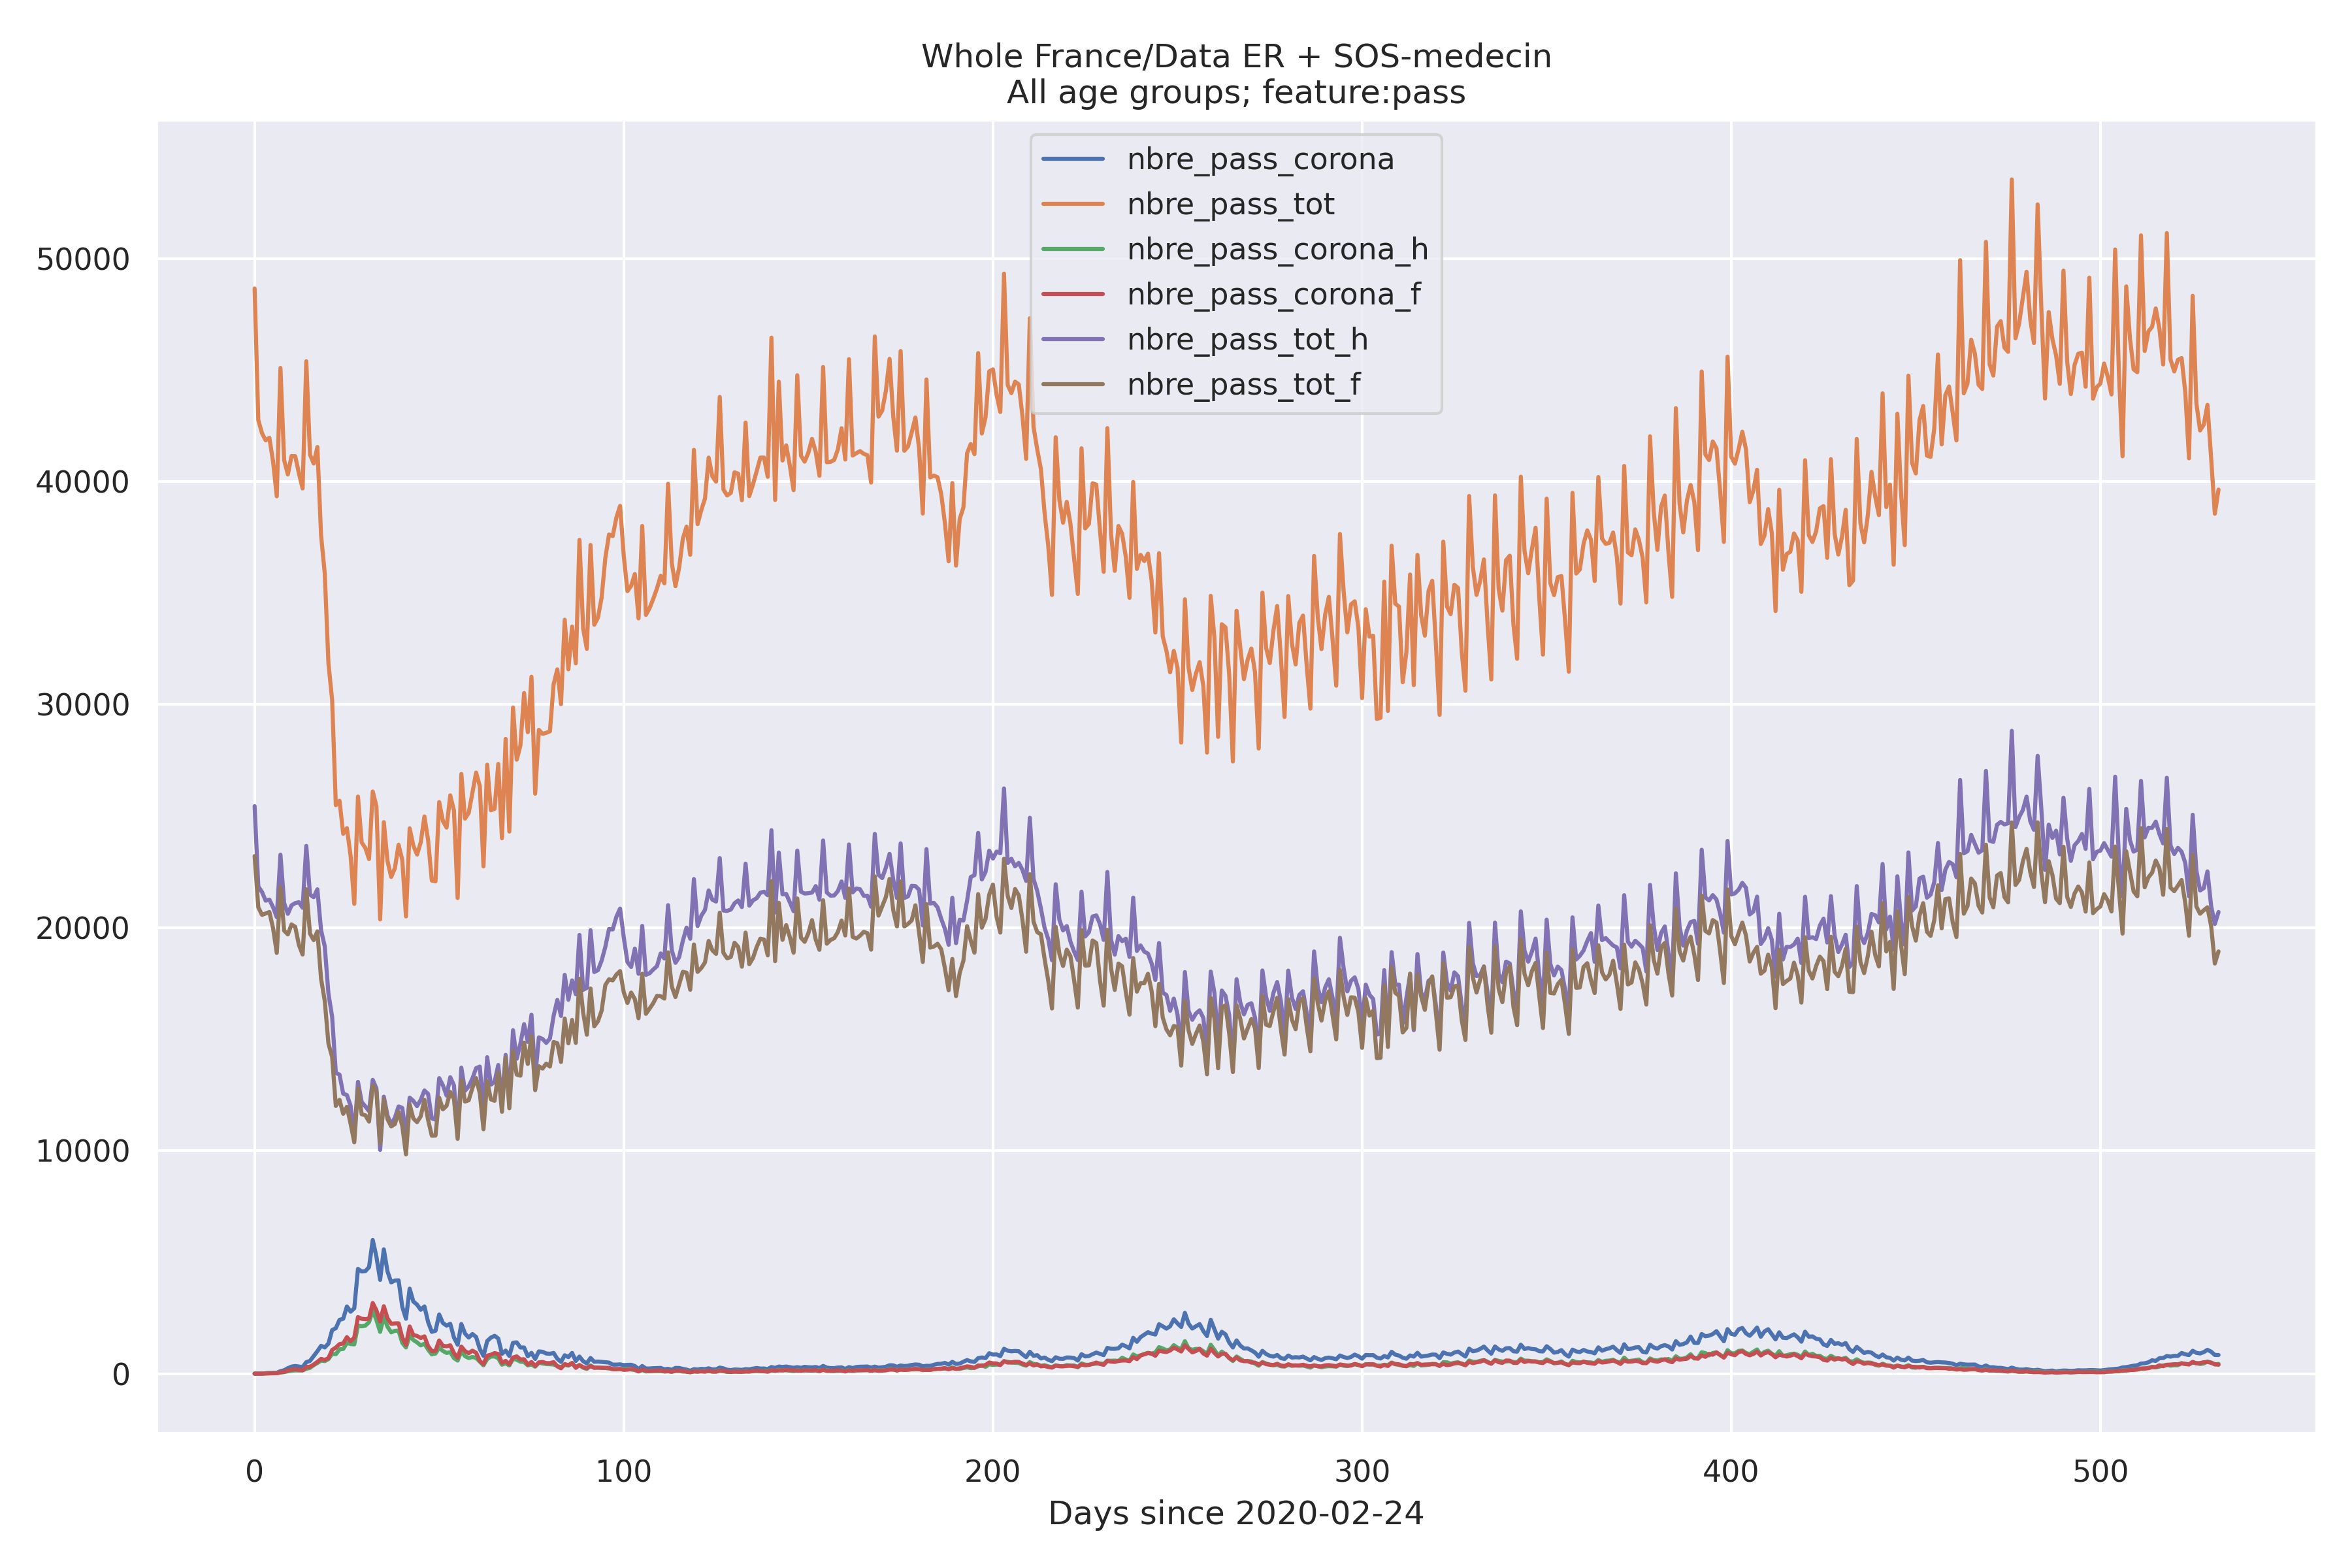 Whole France/Data ER + SOS-medecin
All age groups; feature:pass
nbre_pass_corona
nbre_pass_tot
nbre_pass_corona_h
nbre_pass_corona_f
nbre_pass_tot_h
nbre_pass_tot_f
50000
40000
30000
20000
10000
0
0 100 200 300 400 500
Days since 2020-02-24